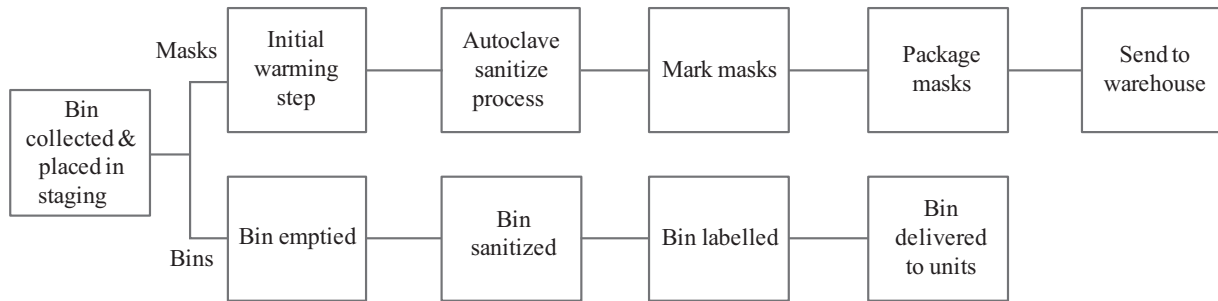 Masks
Initial
warming
step
Autoclave
sanitize
process
Mark masks
Package
masks
Send to
warehouse
Bin
collected &
placed in
staging
Bins
Bin emptied
Bin
sanitized
Bin labelled
Bin
delivered
to units